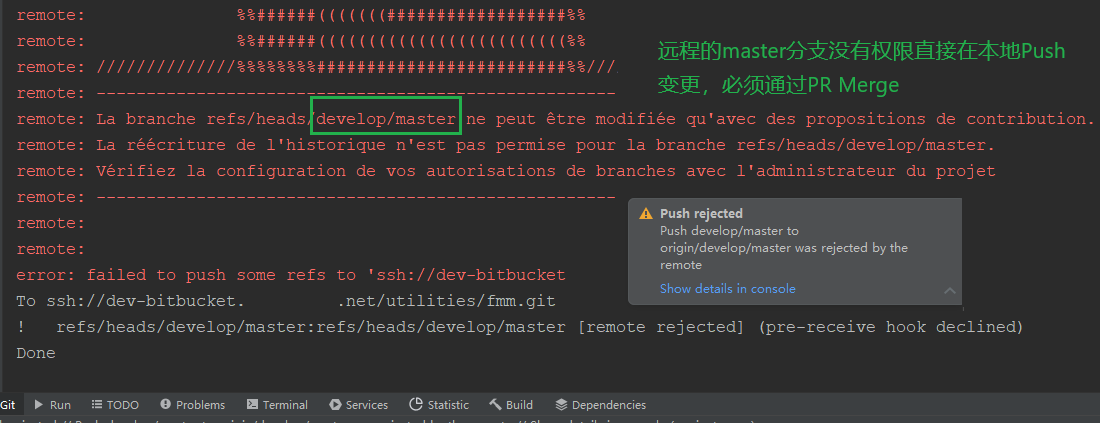 remote:               %%######(((((((##################%%
remote:               %%######(((((((((((((((((((((((((%%
远程的master分支没有权限直接在本地Push
remote: //////////////%%%%%%%%#########################%%///
变更，必须通过PR Merge
remote: ----------------------------------------------------
remote: La branche refs/heads/develop/master ne peut être modifiée qu'avec des propositions de contribution.
remote: La réécriture de l'historique n'est pas permise pour la branche refs/heads/develop/master.
remote: Vérifiez la configuration de vos autorisations de branches avec l'administrateur du projet
remote: ----------------------------------------------------
remote:
remote:
error: failed to push some refs to 'ssh://dev-bitbucket
To ssh://dev-bitbucket.         .net/utilities/fmm.git
!   refs/heads/develop/master:refs/heads/develop/master [remote rejected] (pre-receive hook declined)
Done
Push rejected
Push develop/master to
origin/develop/master was rejected by the
remote
Show details in console
Git Run TODO Problems Terminal Services Statistic Build Dependencies